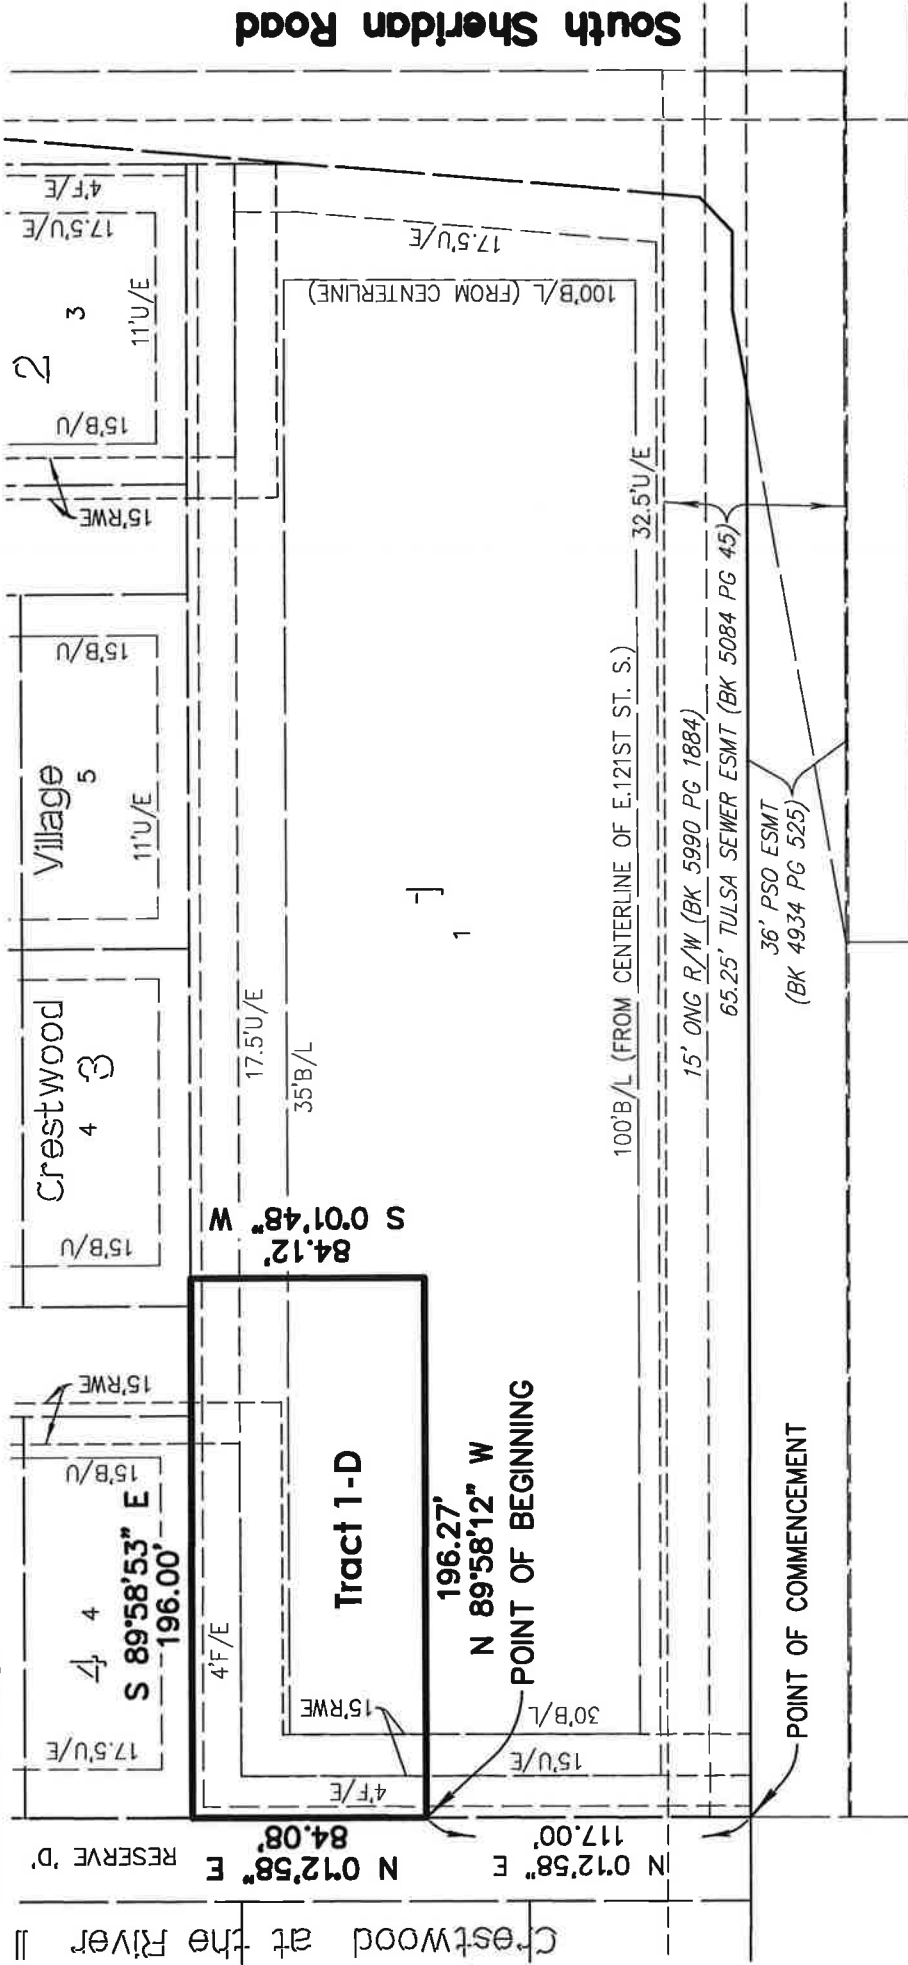 South Sheridan Road
4'F/E
17.5'U/E
3
11'U/E
2
15'B/U
15'RWE
17.5'U/E
100'B/L (FROM CENTERLINE)
32.5'U/E
15'B/U
Village
5
11'U/E
Crestwood
4
3
15'B/U
17.5'U/E
35'B/L
1
1
100'B/L (FROM CENTERLINE OF E.121ST ST. S.)
15' ONG R/W (BK 5990 PG 1884)
65.25' TULSA SEWER ESMT (BK 5084 PG 45)
36' PSO ESMT
(BK 4934 PG 525)
84.12'
S 0°01'48" W
15'RWE
15'B/U
4
4
17.5'U/E
S 89°58'53" E
196.00'
4'F/E
Tract 1-D
15'RWE
4'F/E
196.27'
N 89°58'12" W
POINT OF BEGINNING
30'B/L
15'U/E
POINT OF COMMENCEMENT
RESERVE 'D'
N 0°12'58" E
84.08'
N 0°12'58" E
117.00'
Crestwood at the River II